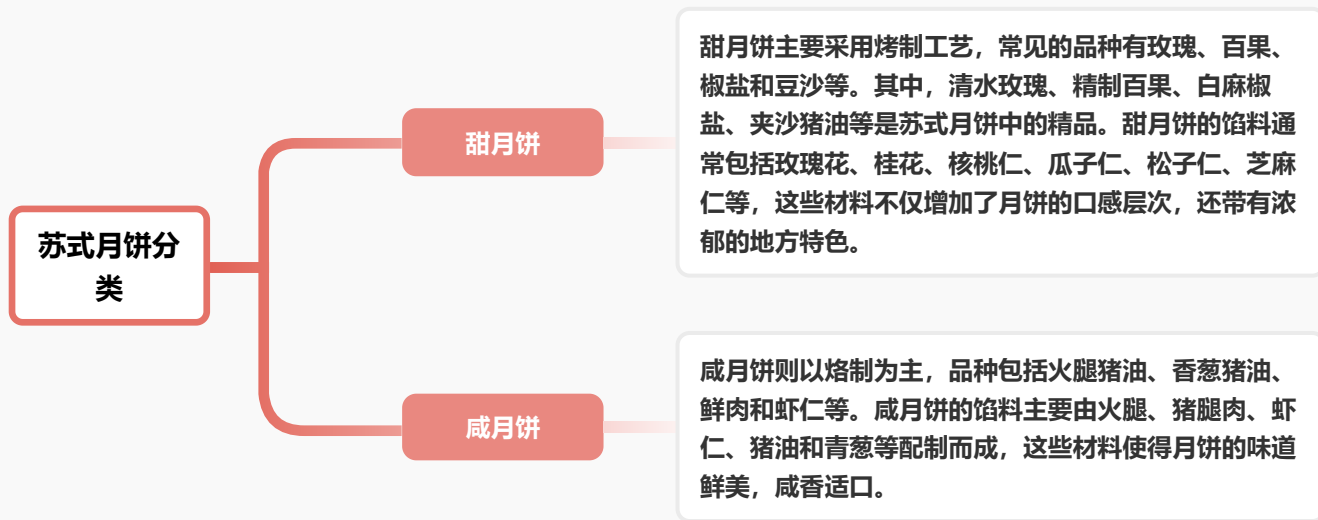 苏式月饼分
类
甜月饼
甜月饼主要采用烤制工艺，常见的品种有玫瑰、百果、
椒盐和豆沙等。其中，清水玫瑰、精制百果、白麻椒
盐、夹沙猪油等是苏式月饼中的精品。甜月饼的馅料通
常包括玫瑰花、桂花、核桃仁、瓜子仁、松子仁、芝麻
仁等，这些材料不仅增加了月饼的口感层次，还带有浓
郁的地方特色。
咸月饼
咸月饼则以烙制为主，品种包括火腿猪油、香葱猪油、
鲜肉和虾仁等。咸月饼的馅料主要由火腿、猪腿肉、虾
仁、猪油和青葱等配制而成，这些材料使得月饼的味道
鲜美，咸香适口。